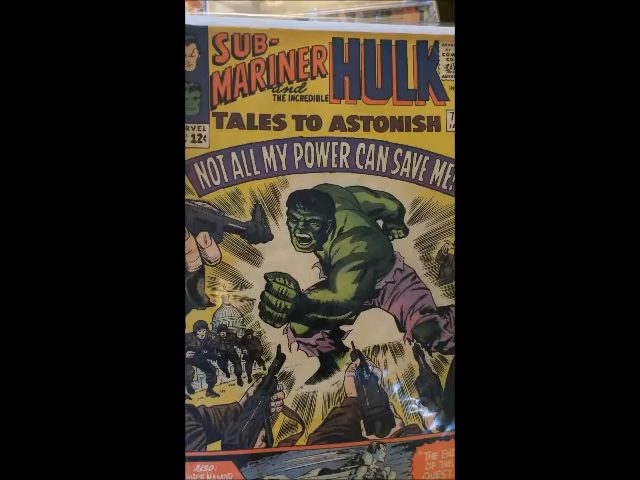 SUB-
MARINER
and
THE INCREDIBLE
HULK
TALES TO ASTONISH
12¢
NOT ALL MY POWER CAN SAVE ME!
ALSO:
"THE END
OF THE
QUEST